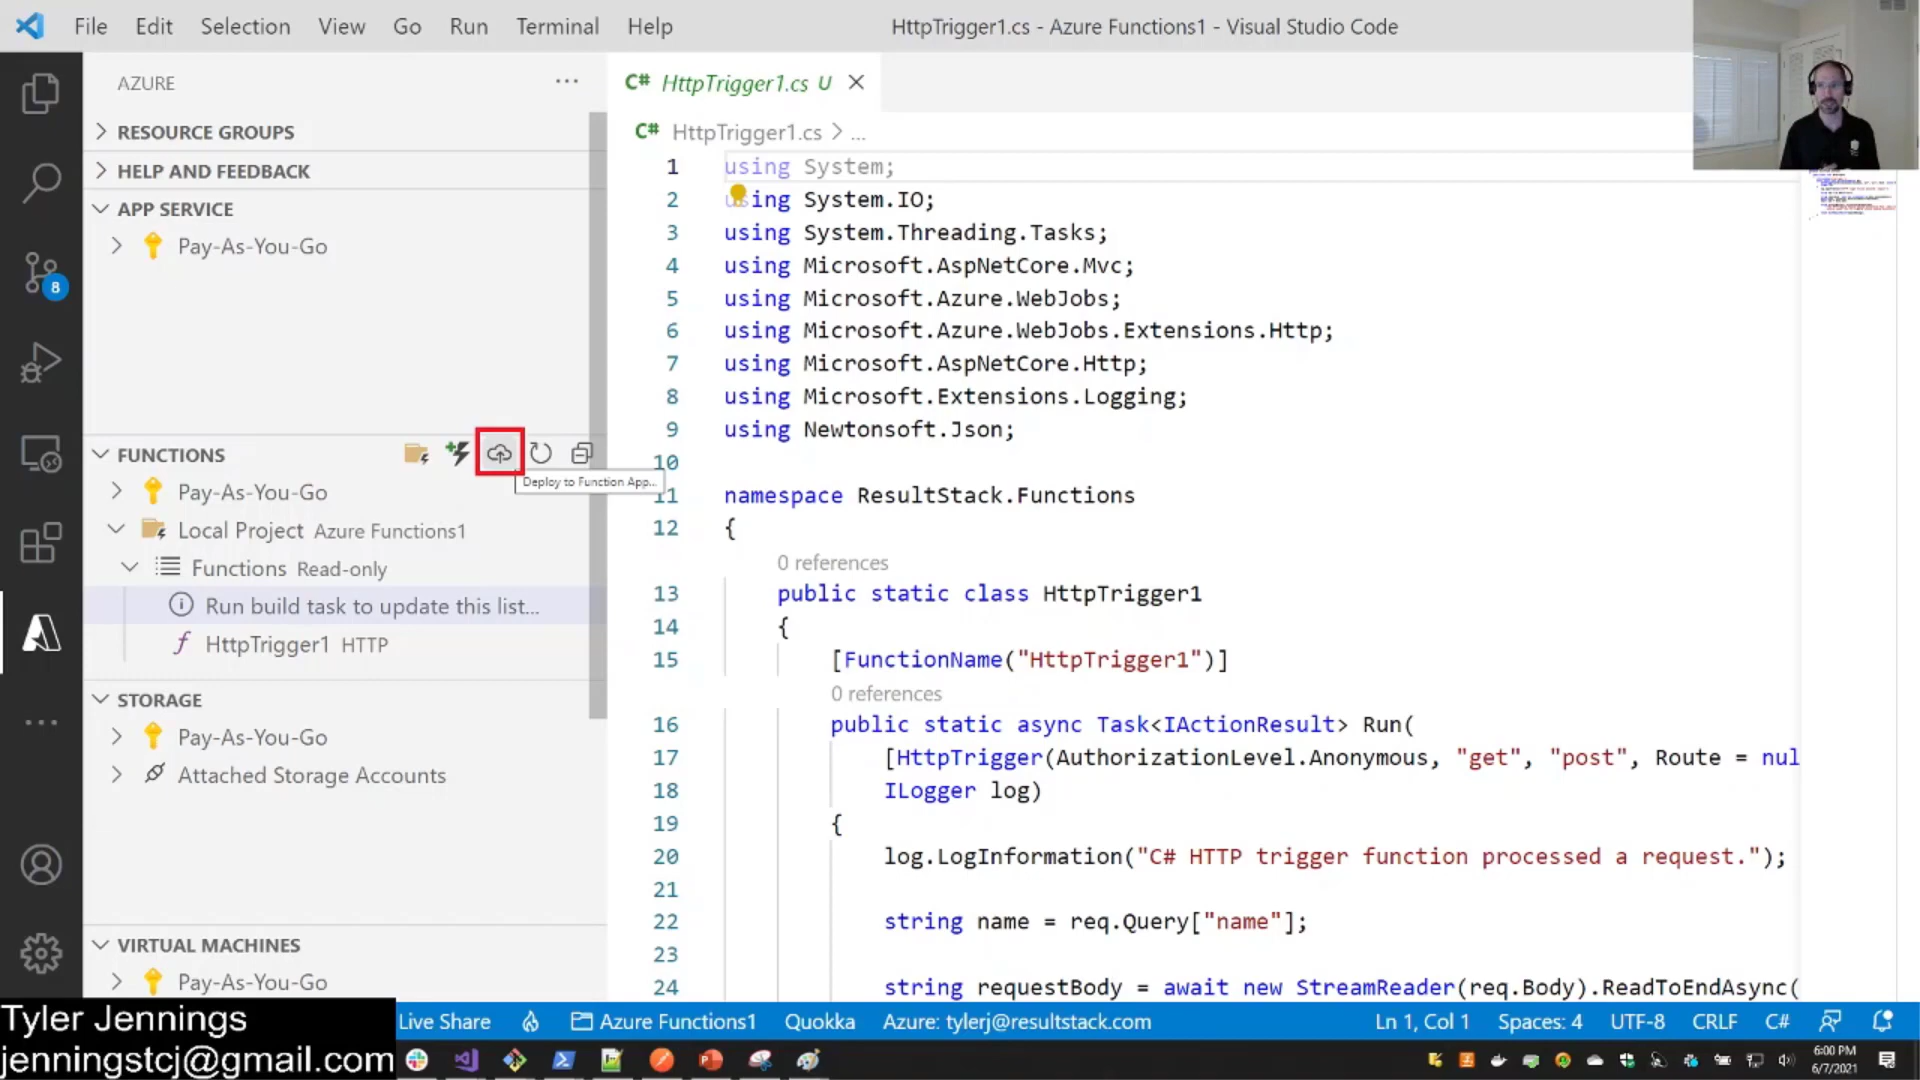 File Edit Selection View Go Run Terminal Help
HttpTrigger1.cs - Azure Functions1 - Visual Studio Code
AZURE
RESOURCE GROUPS
HELP AND FEEDBACK
APP SERVICE
Pay-As-You-Go
8
FUNCTIONS
Deploy to Function App...
Pay-As-You-Go
Local Project Azure Functions1
Functions Read-only
Run build task to update this list...
HttpTrigger1 HTTP
STORAGE
Pay-As-You-Go
Attached Storage Accounts
VIRTUAL MACHINES
Pay-As-You-Go
C# HttpTrigger1.cs U
C# HttpTrigger1.cs > ...
1 using System;
2 using System.IO;
3 using System.Threading.Tasks;
4 using Microsoft.AspNetCore.Mvc;
5 using Microsoft.Azure.WebJobs;
6 using Microsoft.Azure.WebJobs.Extensions.Http;
7 using Microsoft.AspNetCore.Http;
8 using Microsoft.Extensions.Logging;
9 using Newtonsoft.Json;
10
11 namespace ResultStack.Functions
12 {
0 references
13 public static class HttpTrigger1
14 {
15 [FunctionName("HttpTrigger1")]
0 references
16 public static async Task<IActionResult> Run(
17 [HttpTrigger(AuthorizationLevel.Anonymous, "get", "post", Route = nul
18 ILogger log)
19 {
20 log.LogInformation("C# HTTP trigger function processed a request.");
21
22 string name = req.Query["name"];
23
24 string requestBody = await new StreamReader(req.Body).ReadToEndAsync(
Tyler Jennings
jenningstcj@gmail.com
Live Share Azure Functions1 Quokka Azure: tylerj@resultstack.com Ln 1, Col 1 Spaces: 4 UTF-8 CRLF C#
6:00 PM
6/7/2021